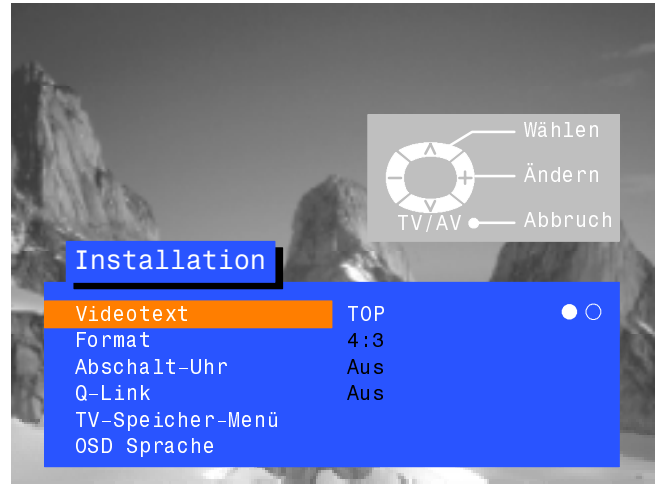 Wählen
Ändern
TV/AV Abbruch
Installation
Videotext TOP
Format 4:3
Abschalt-Uhr Aus
Q-Link Aus
TV-Speicher-Menü
OSD Sprache